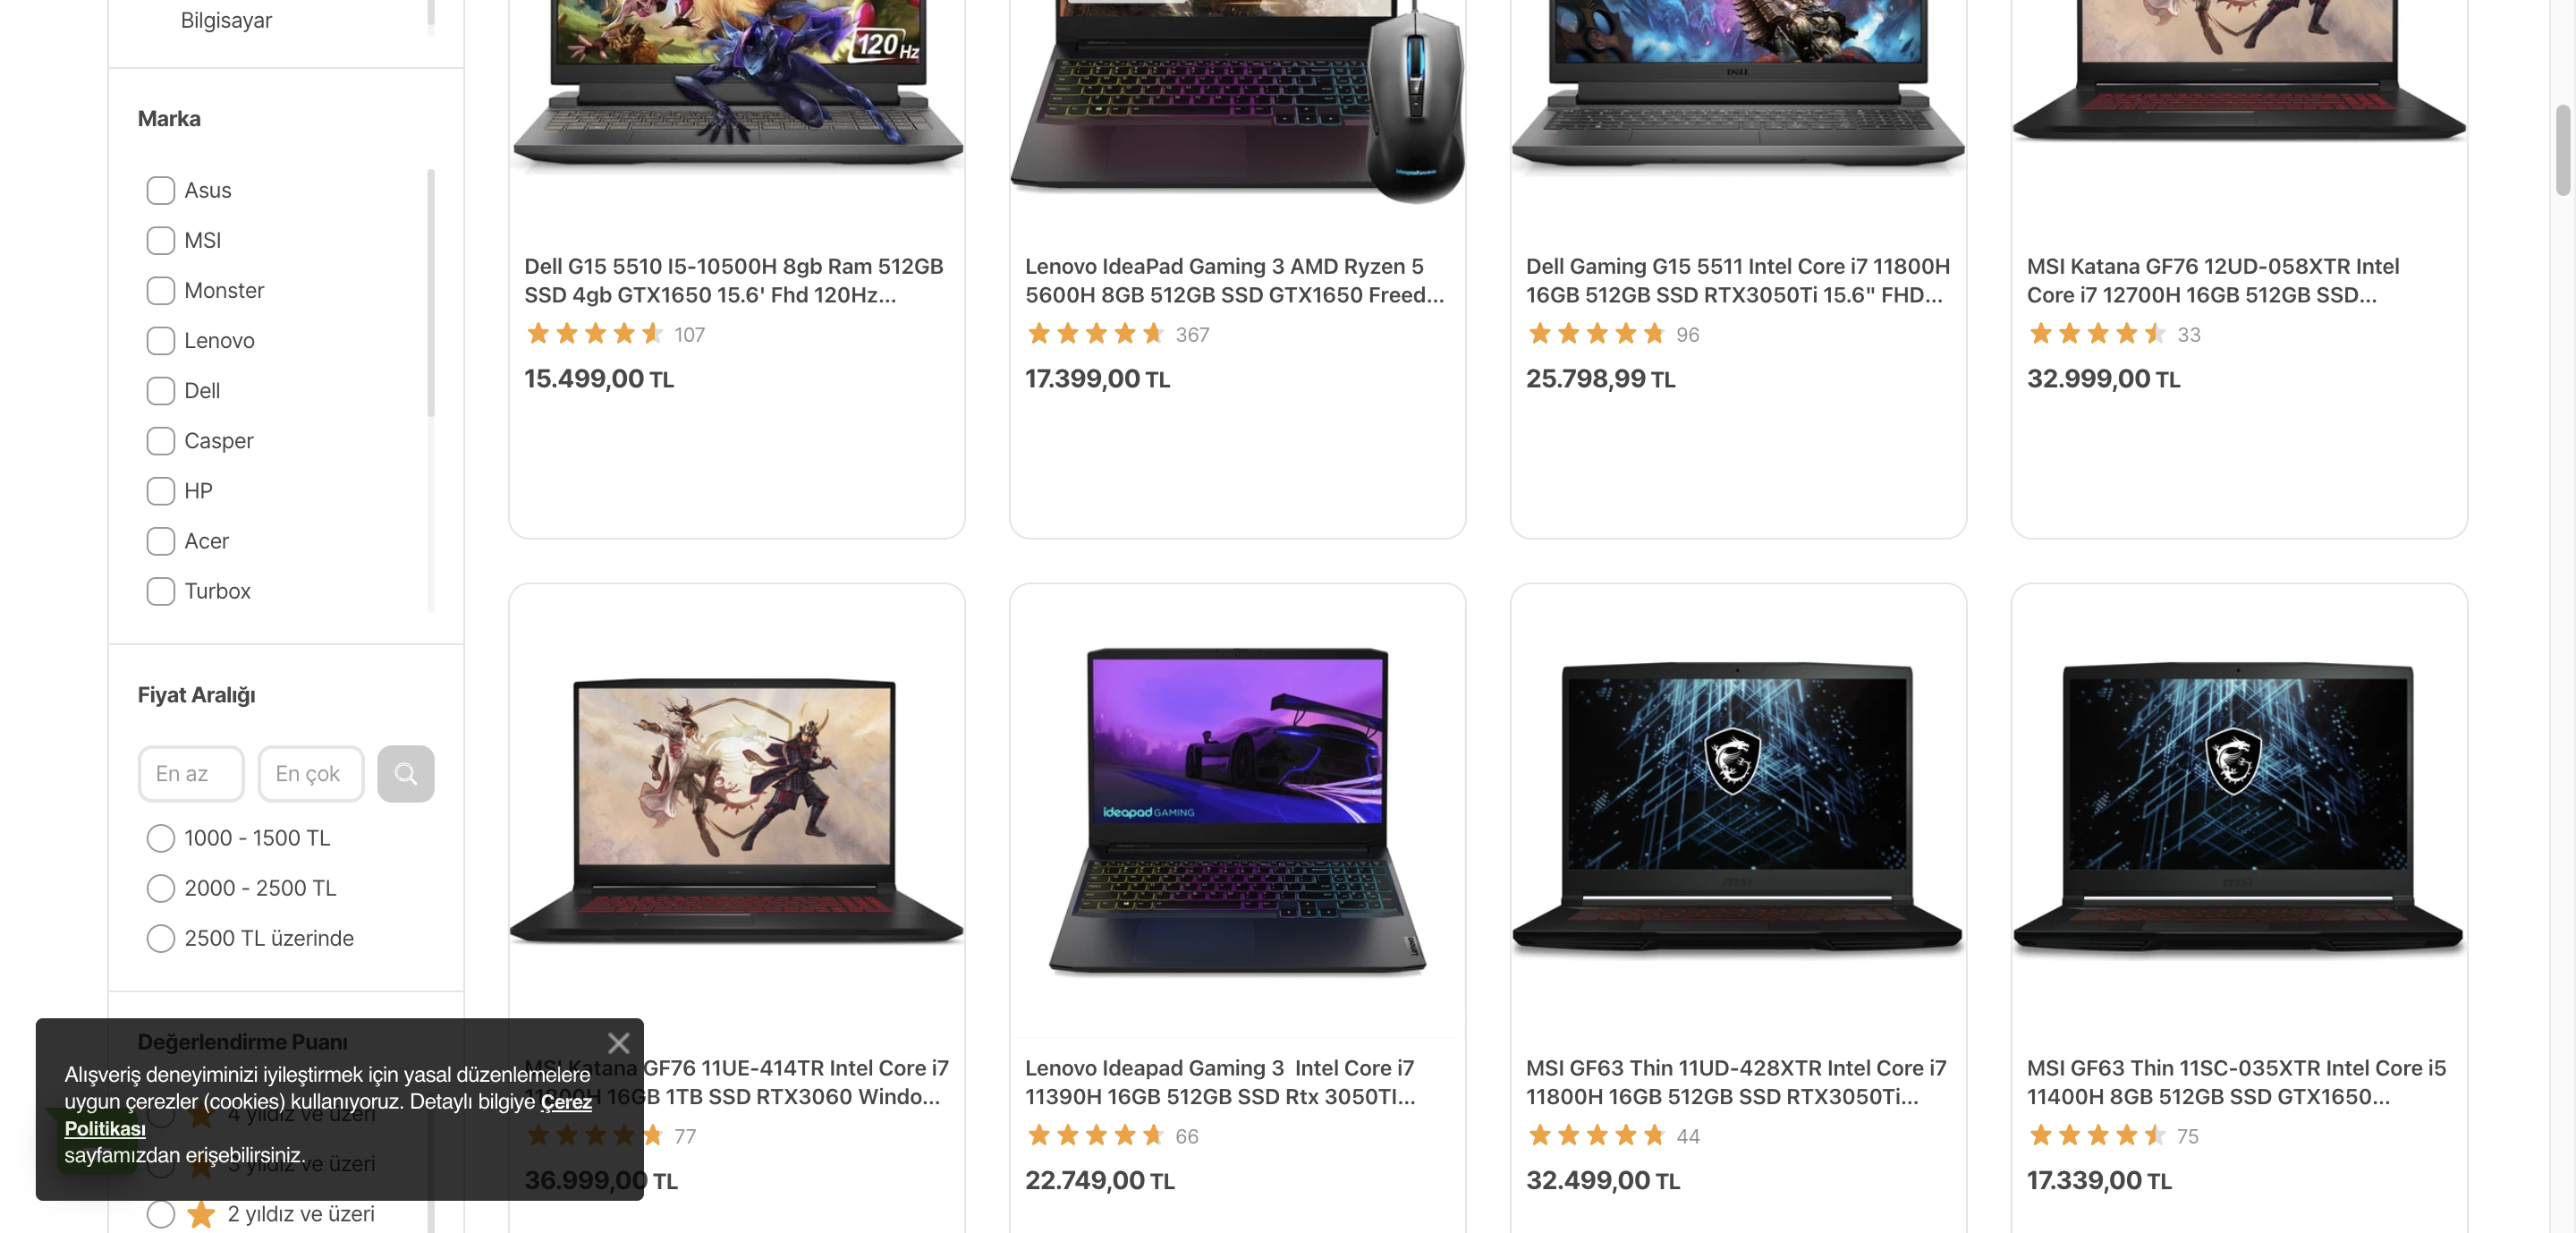 Bilgisayar
Marka
Asus
MSI
Monster
Lenovo
Dell
Casper
HP
Acer
Turbox
Fiyat Aralığı
En az
En çok
1000 - 1500 TL
2000 - 2500 TL
2500 TL üzerinde
Değerlendirme Puanı
4 yıldız ve üzeri
3 yıldız ve üzeri
2 yıldız ve üzeri
Alışveriş deneyiminizi iyileştirmek için yasal düzenlemelere
uygun çerezler (cookies) kullanıyoruz. Detaylı bilgiye Çerez
Politikası
sayfamızdan erişebilirsiniz.
120 Hz
Dell G15 5510 I5-10500H 8gb Ram 512GB
SSD 4gb GTX1650 15.6' Fhd 120Hz...
107
15.499,00 TL
Lenovo IdeaPad Gaming 3 AMD Ryzen 5
5600H 8GB 512GB SSD GTX1650 Freed...
367
17.399,00 TL
DELL
Dell Gaming G15 5511 Intel Core i7 11800H
16GB 512GB SSD RTX3050Ti 15.6" FHD...
96
25.798,99 TL
MSI Katana GF76 12UD-058XTR Intel
Core i7 12700H 16GB 512GB SSD...
33
32.999,00 TL
MSI Katana GF76 11UE-414TR Intel Core i7
11800H 16GB 1TB SSD RTX3060 Windo...
77
36.999,00 TL
ideapad GAMING
Lenovo
Lenovo Ideapad Gaming 3 Intel Core i7
11390H 16GB 512GB SSD Rtx 3050TI...
66
22.749,00 TL
msi
MSI GF63 Thin 11UD-428XTR Intel Core i7
11800H 16GB 512GB SSD RTX3050Ti...
44
32.499,00 TL
msi
MSI GF63 Thin 11SC-035XTR Intel Core i5
11400H 8GB 512GB SSD GTX1650...
75
17.339,00 TL